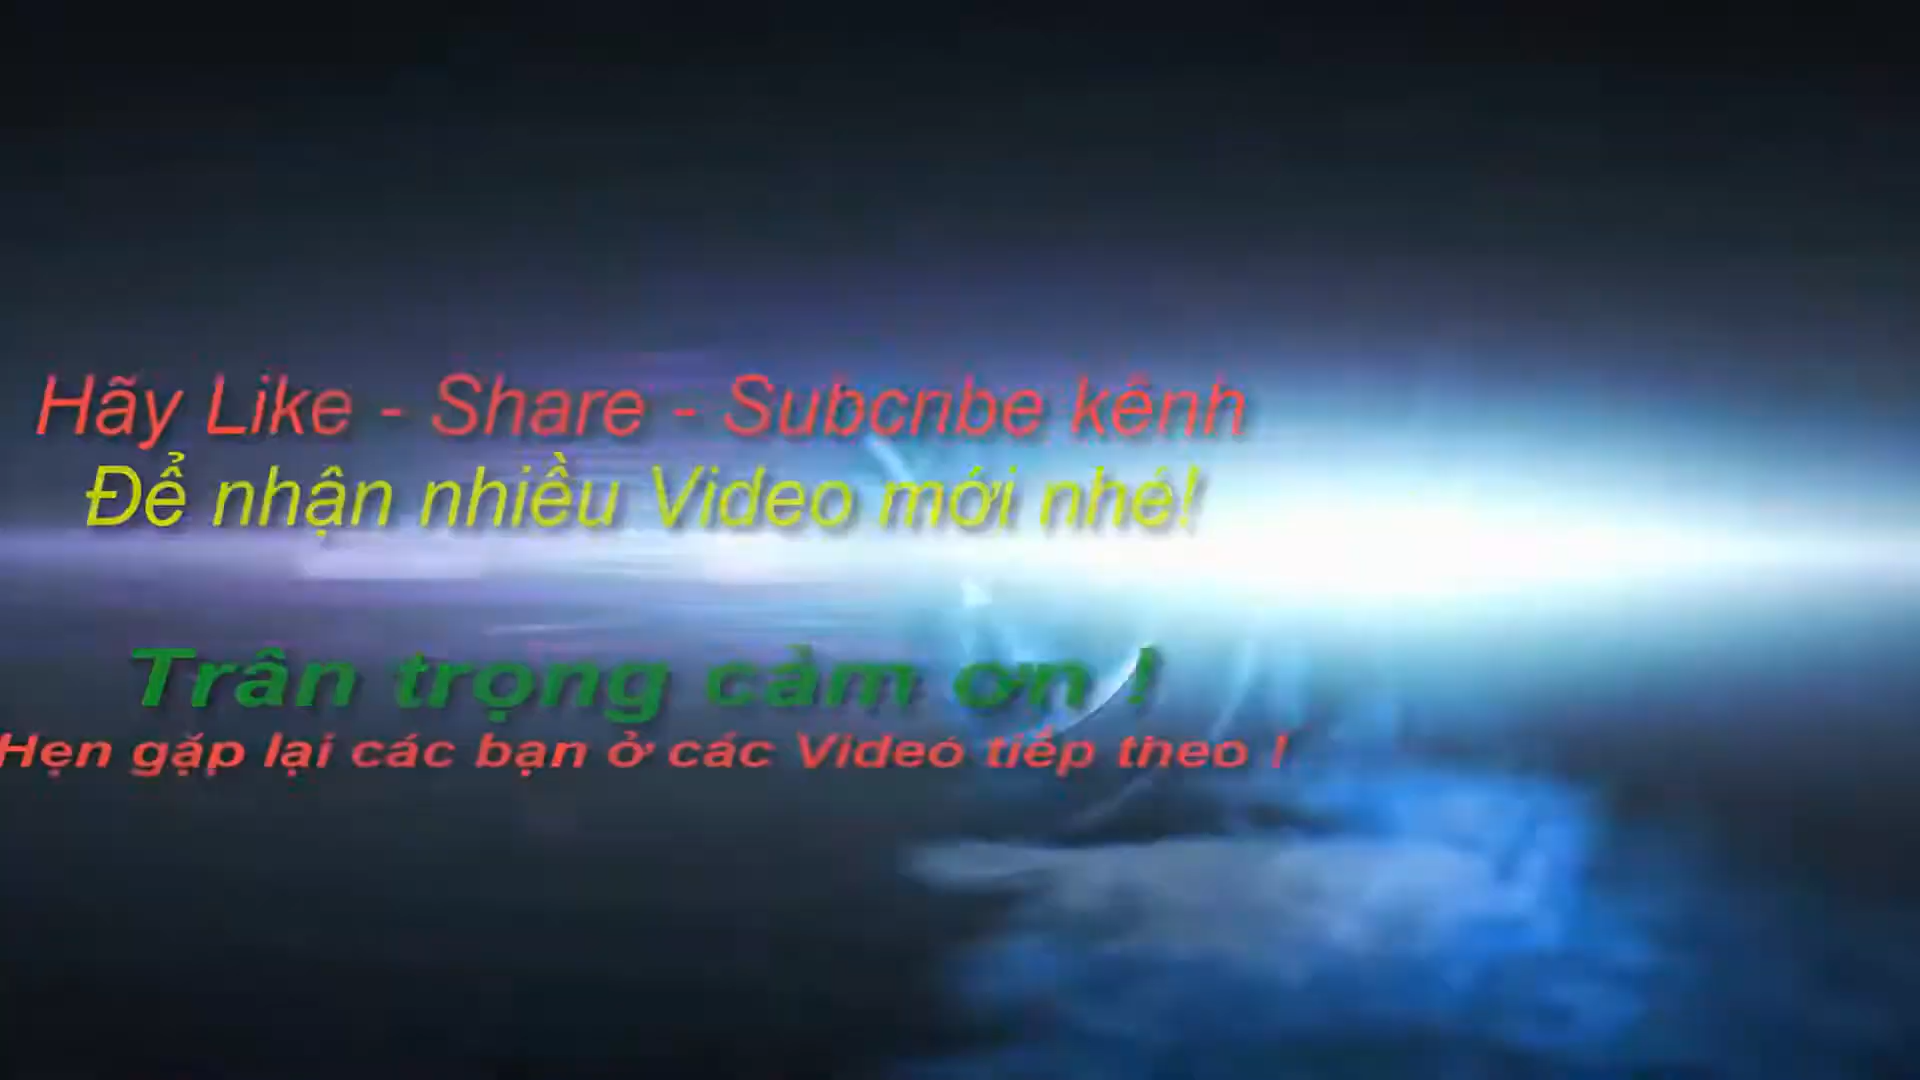 Hãy Like - Share - Subcribe kênh
Để nhận nhiều Video mới nhé!
Trân trọng cảm ơn !
Hẹn gặp lại các bạn ở các Video tiếp theo !